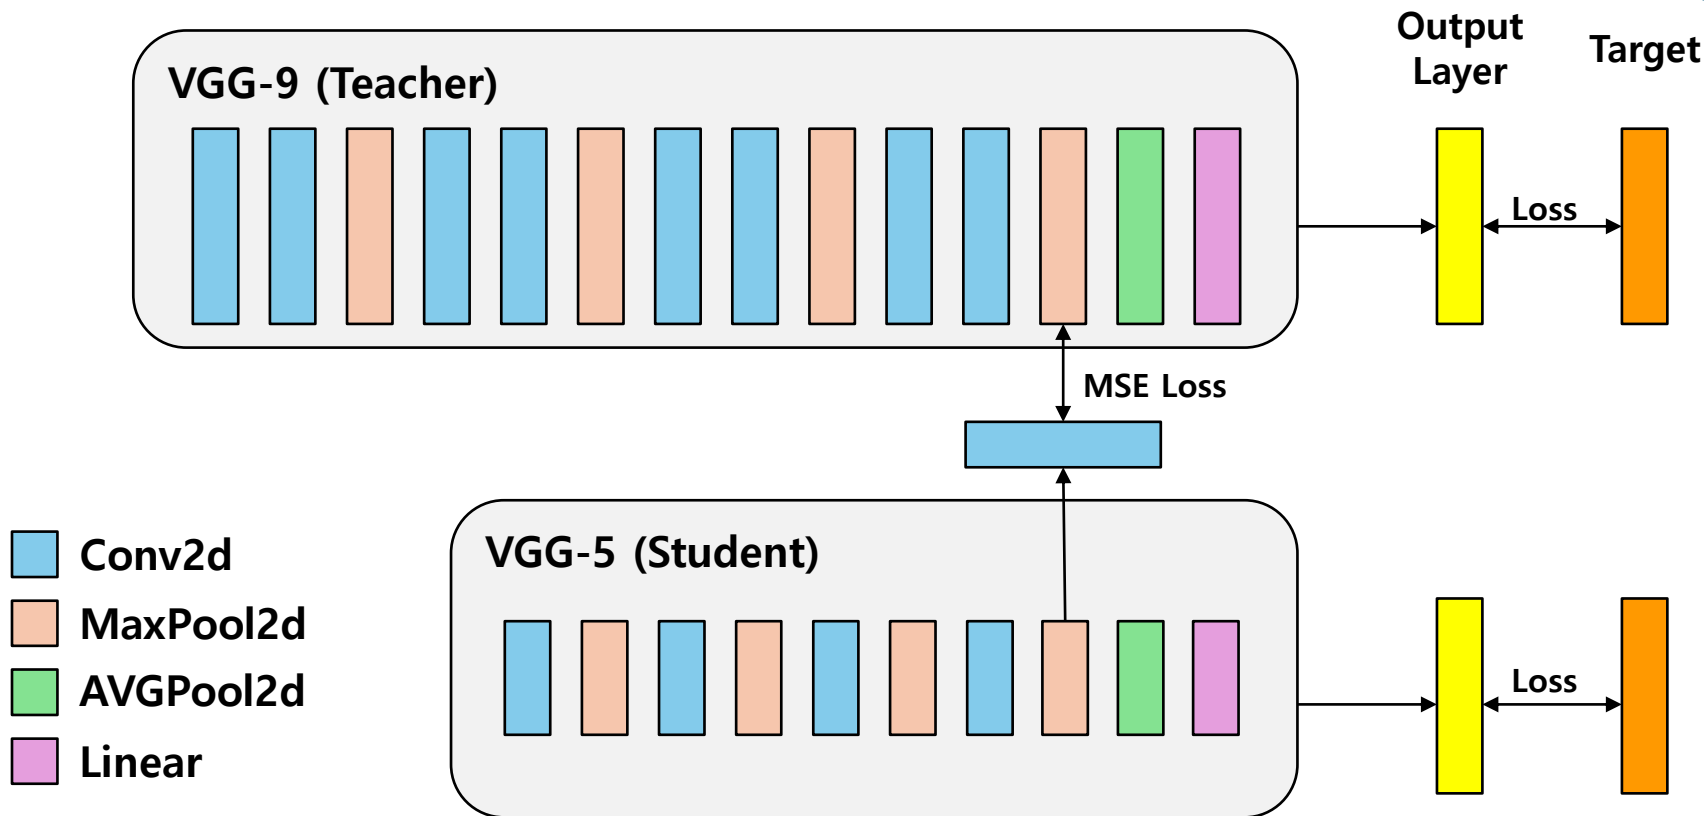 Output
Layer
Target
VGG-9 (Teacher)
Loss
MSE Loss
VGG-5 (Student)
Conv2d
MaxPool2d
AVGPool2d
Linear
Loss